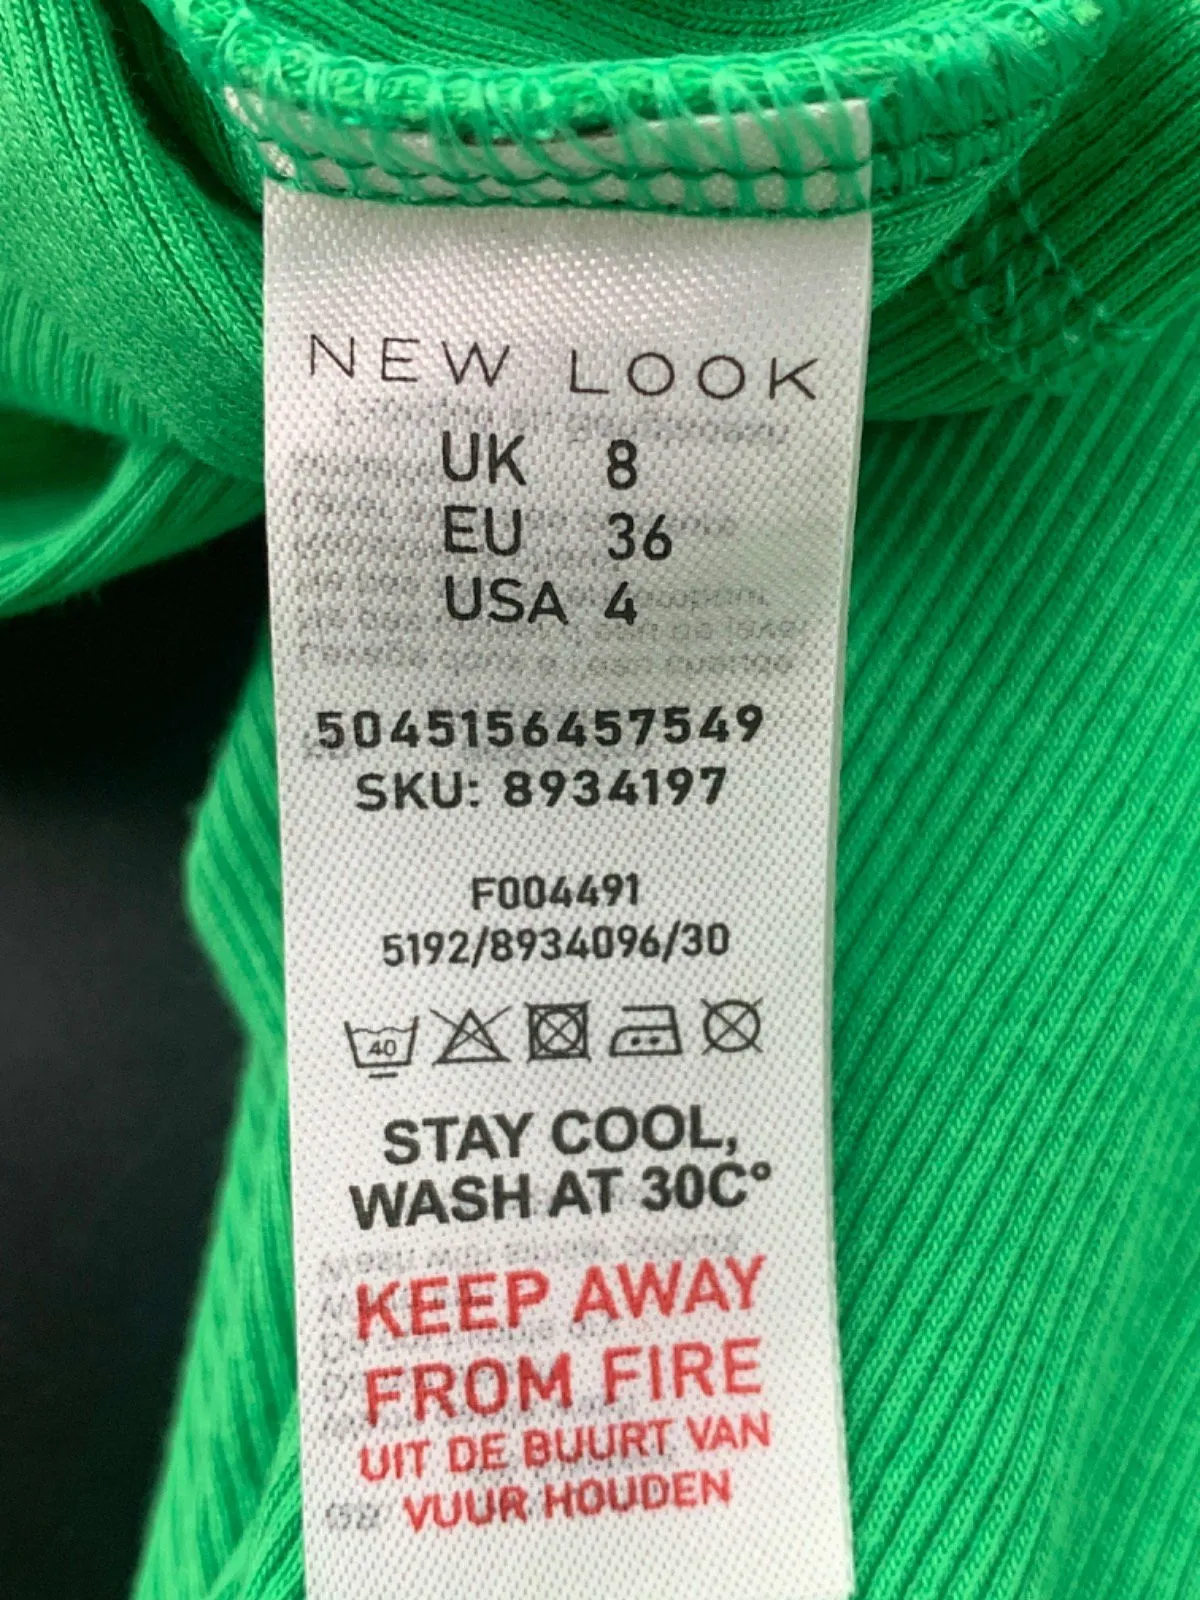 NEW LOOK
UK 8
EU 36
USA 4
5045156457549
SKU: 8934197
F004491
5192/8934096/30
40
STAY COOL,
WASH AT 30C°
KEEP AWAY
FROM FIRE
UIT DE BUURT VAN
VUUR HOUDEN